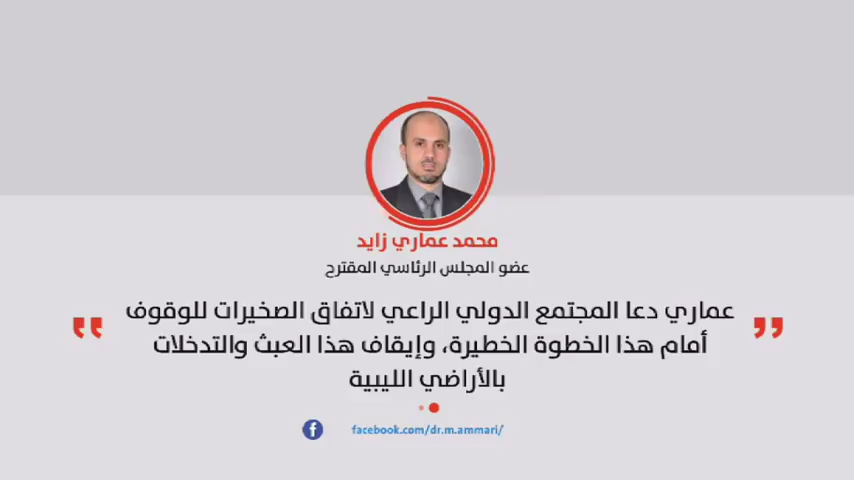 محمد عماري زايد
عضو المجلس الرئاسي المقترح
عماري دعا المجتمع الدولي الراعي لاتفاق الصخيرات للوقوف
أمام هذا الخطوة الخطيرة، وإيقاف هذا العبث والتدخلات
بالأراضي الليبية
facebook.com/dr.m.ammari/